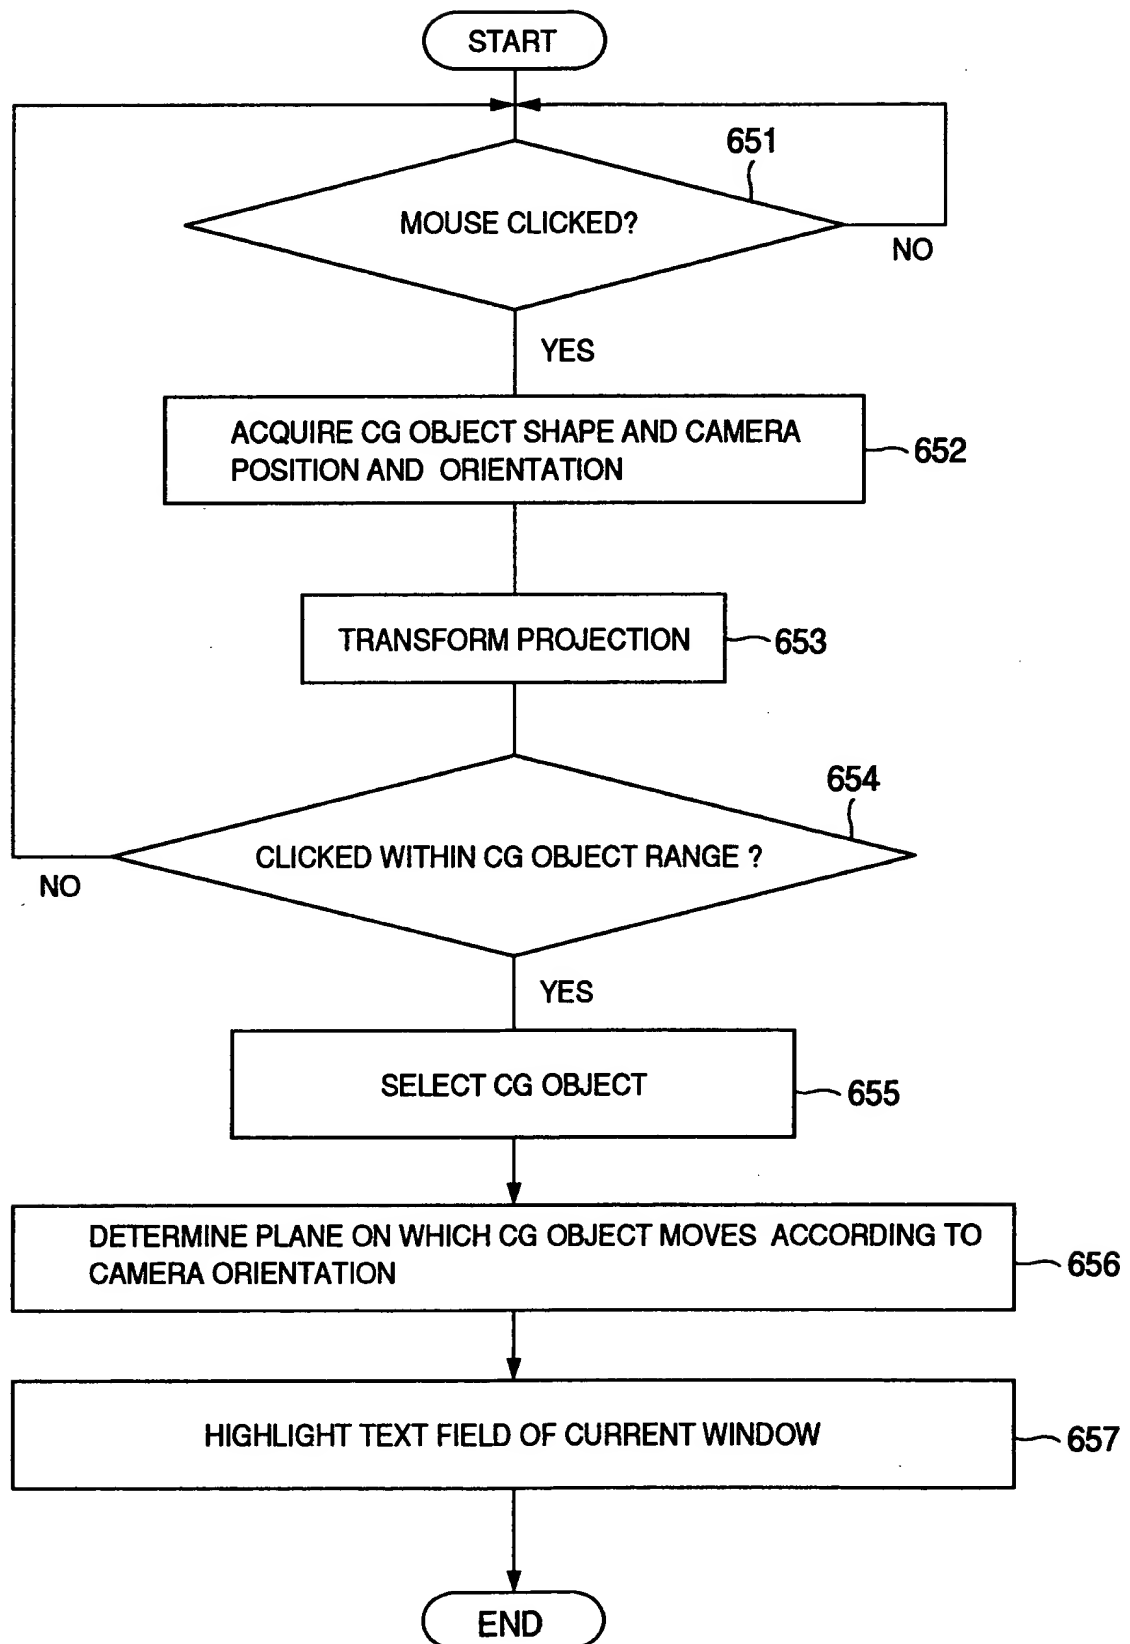 START
651
MOUSE CLICKED?
NO
YES
ACQUIRE CG OBJECT SHAPE AND CAMERA
POSITION AND ORIENTATION
652
TRANSFORM PROJECTION
653
654
CLICKED WITHIN CG OBJECT RANGE ?
NO
YES
SELECT CG OBJECT
655
DETERMINE PLANE ON WHICH CG OBJECT MOVES ACCORDING TO
CAMERA ORIENTATION
656
HIGHLIGHT TEXT FIELD OF CURRENT WINDOW
657
END